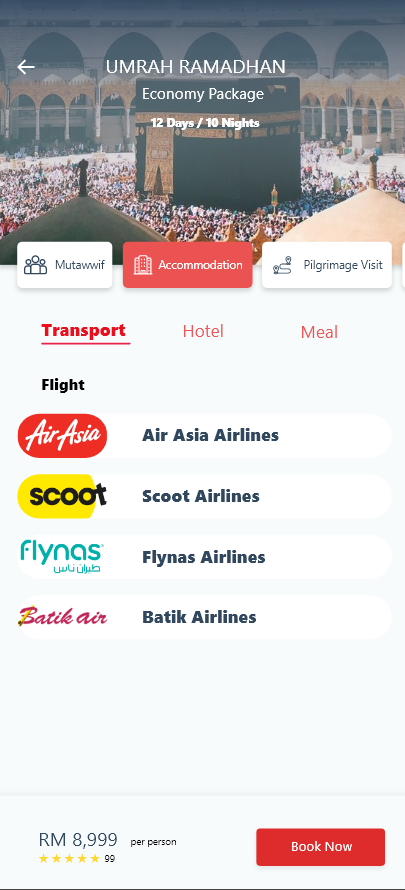 UMRAH RAMADHAN
Economy Package
12 Days / 10 Nights
Mutawwif
Accommodation
Pilgrimage Visit
Transport
Hotel
Meal
Flight
AirAsia
Air Asia Airlines
scoot
Scoot Airlines
flynas
طيران ناس
Flynas Airlines
Batik air
Batik Airlines
RM 8,999 per person
99
Book Now